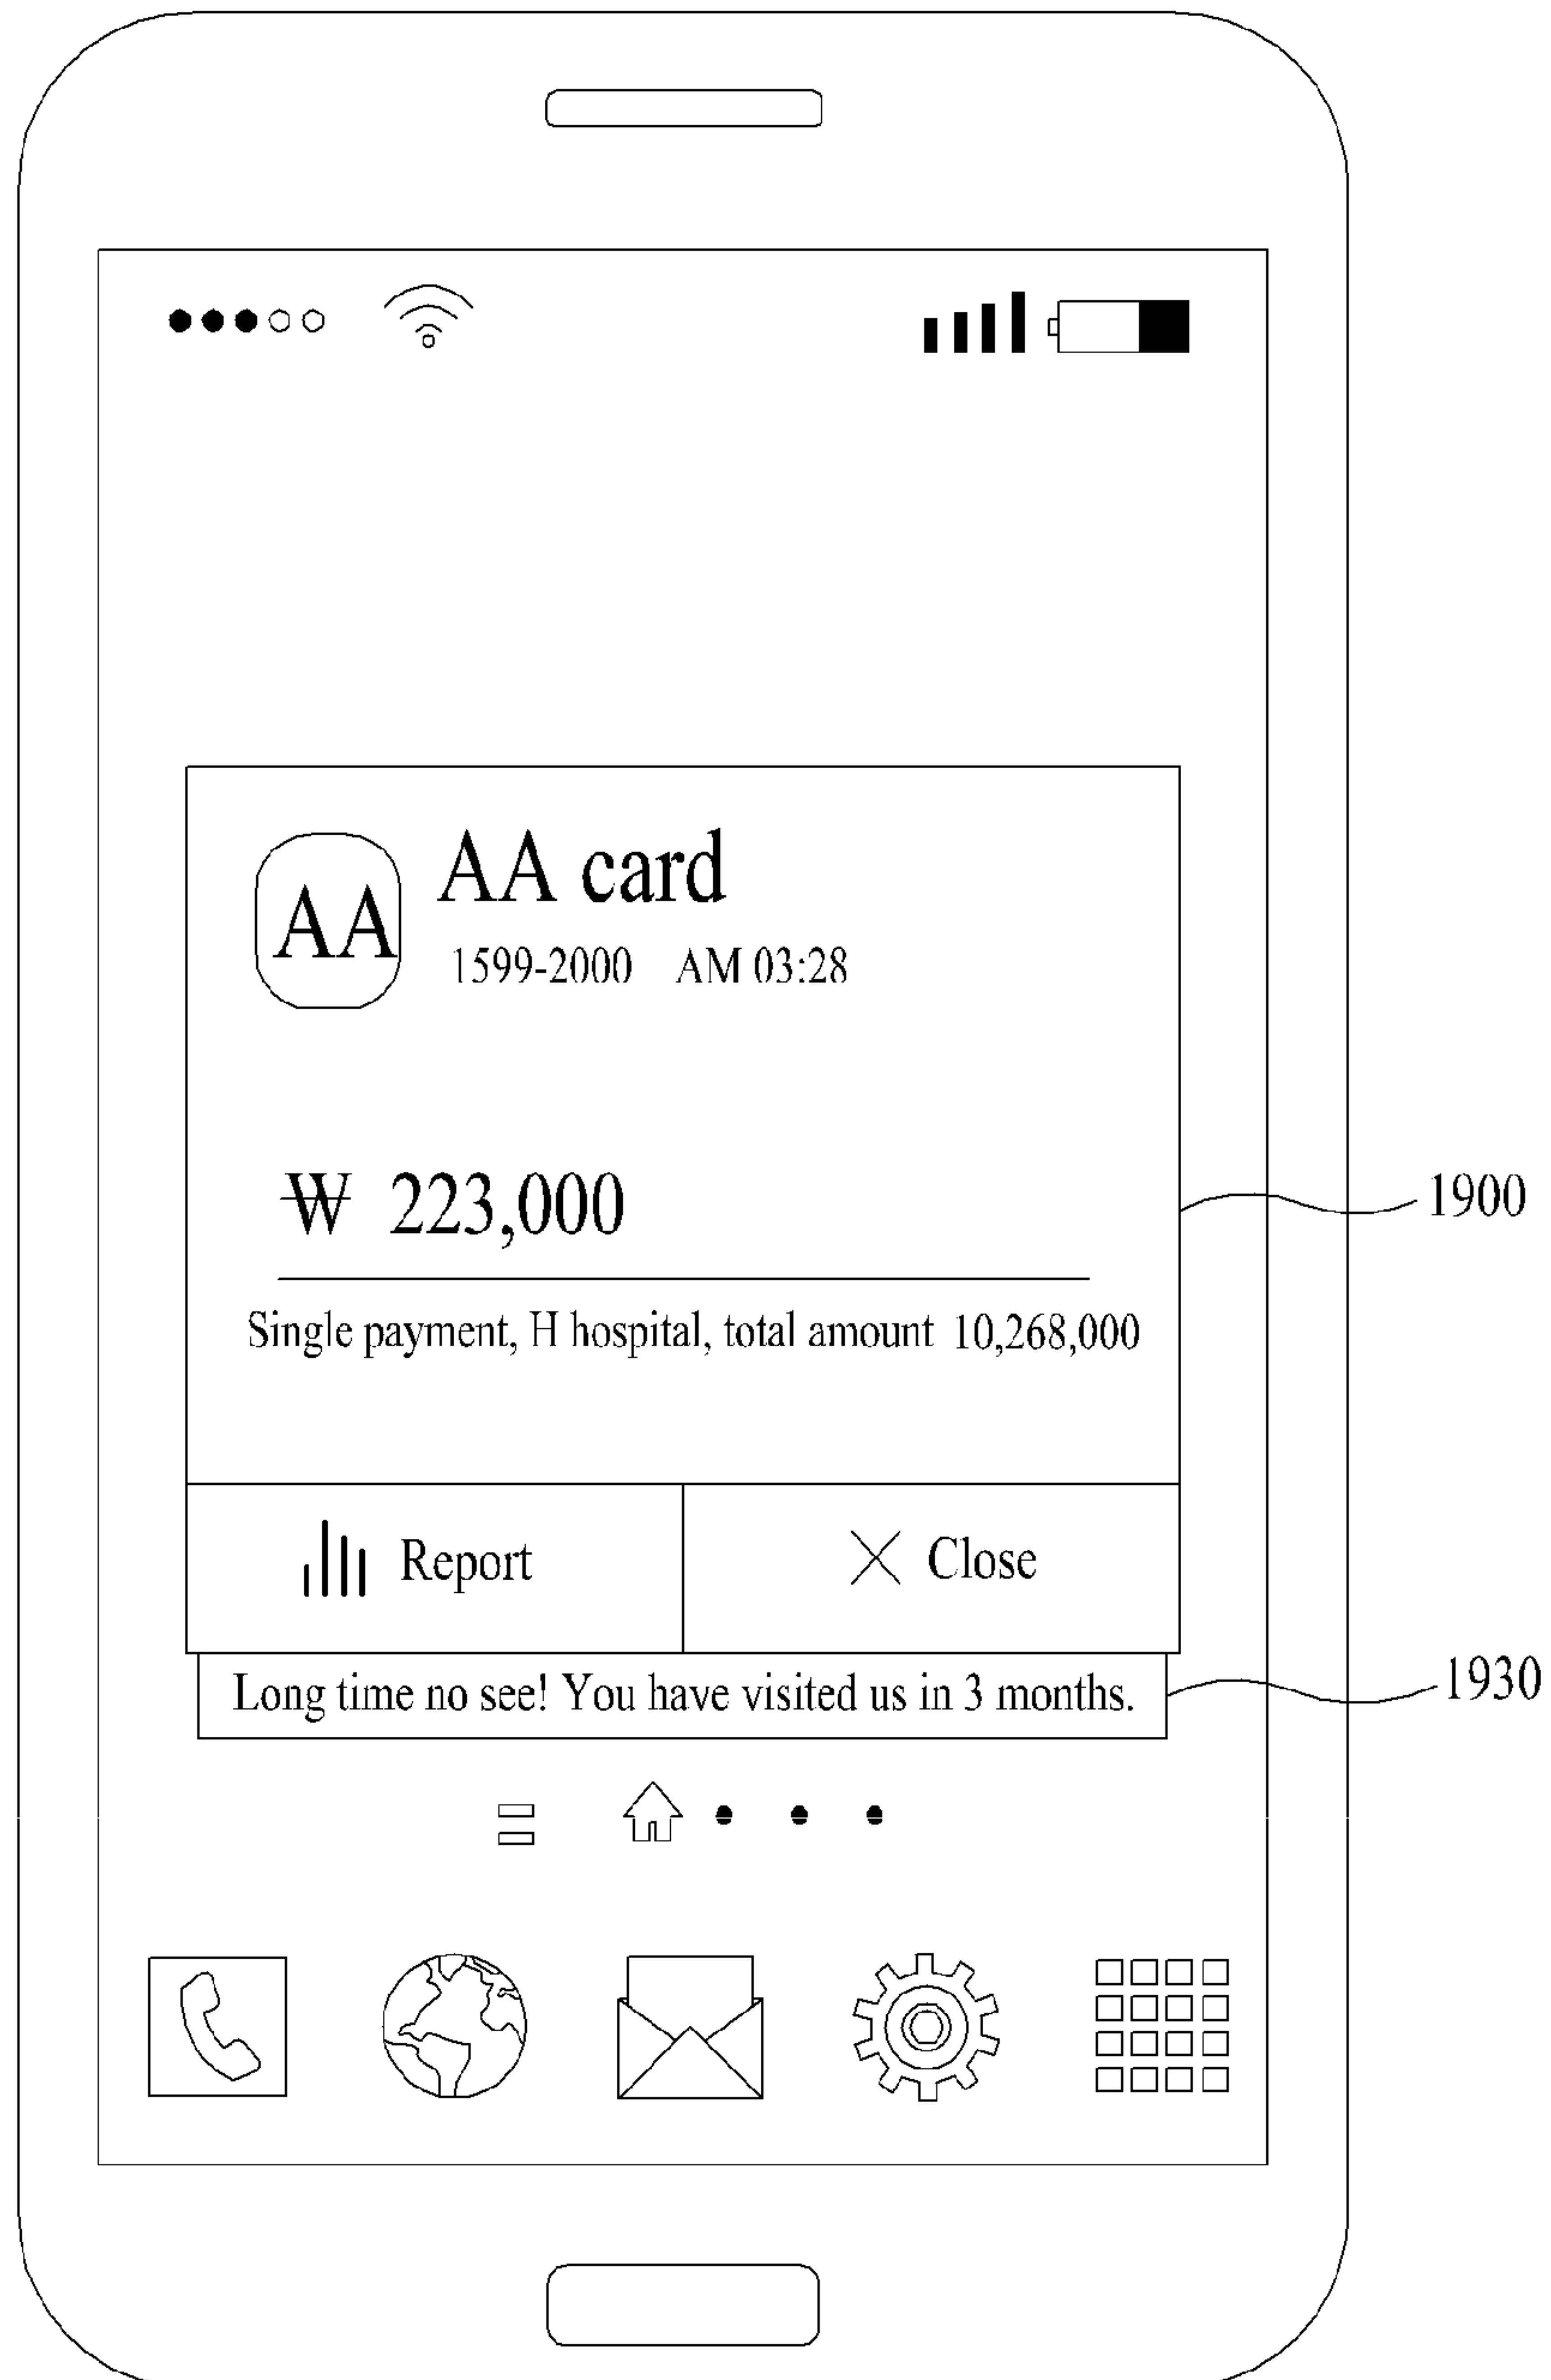 AA card
AA
1599-2000 AM 03:28
₩ 223,000
1900
Single payment, H hospital, total amount 10,268,000
Report
Close
Long time no see! You have visited us in 3 months.
1930